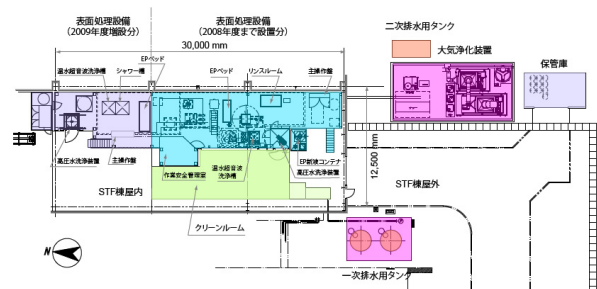 表面処理設備
(2009年度増設分)
表面処理設備
(2008年度まで設置分)
30,000 mm
二次排水用タンク
大気浄化装置
保管庫
温水超音波洗浄槽
シャワー槽
EPベッド
EPベッド
リンスルーム
主操作盤
高圧水洗浄装置
主操作盤
作業安全管理室
温水超音波
洗浄槽
EP新液コンテナ
高圧水洗浄装置
12,500 mm
STF棟屋内
STF棟屋外
クリーンルーム
N
一次排水用タンク